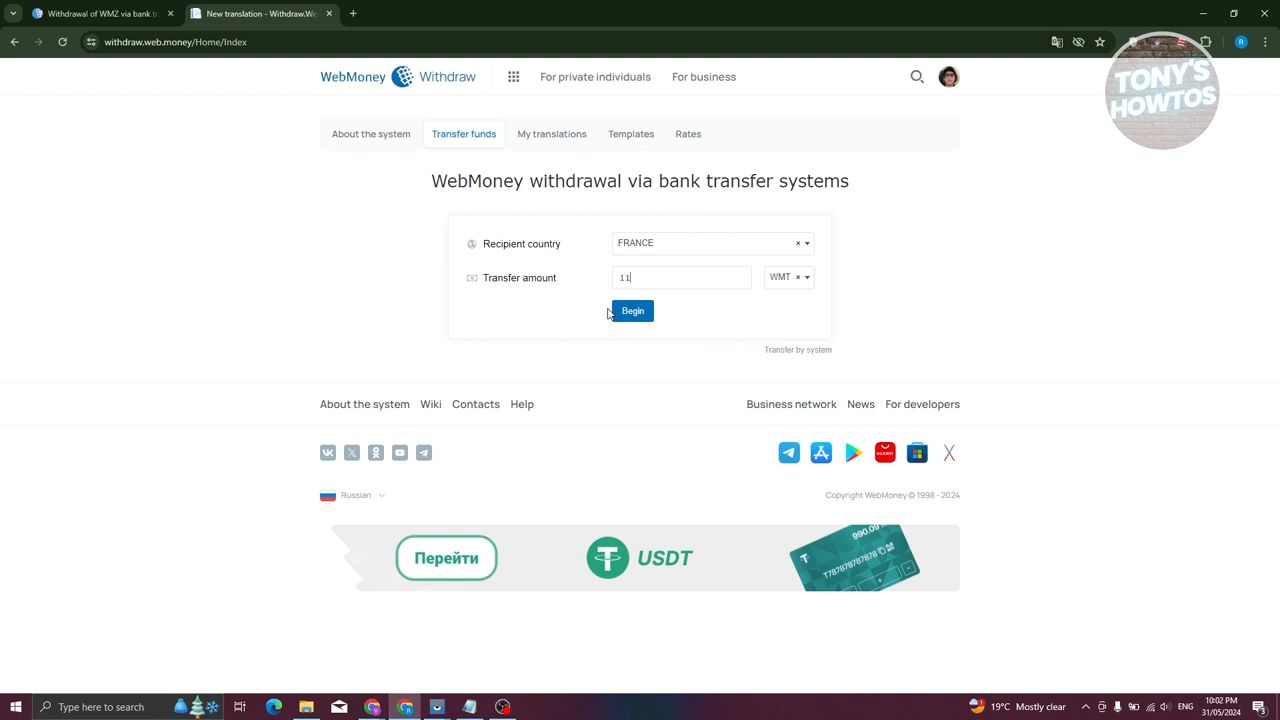 Withdrawal of WMZ via bank t
New translation - Withdraw.We
withdraw.web.money/Home/Index
R
TONY'S
HOWTOS
WebMoney Withdraw
For private individuals
For business
About the system
Transfer funds
My translations
Templates
Rates
WebMoney withdrawal via bank transfer systems
Recipient country
FRANCE
Transfer amount
11
WMT
Begin
Transfer by system
About the system
Wiki
Contacts
Help
Business network
News
For developers
HUAWEI
Russian
Copyright WebMoney © 1998 - 2024
Перейти
USDT
990.09
T787878787878
Type here to search
19°C Mostly clear
ENG
10:02 PM
31/05/2024